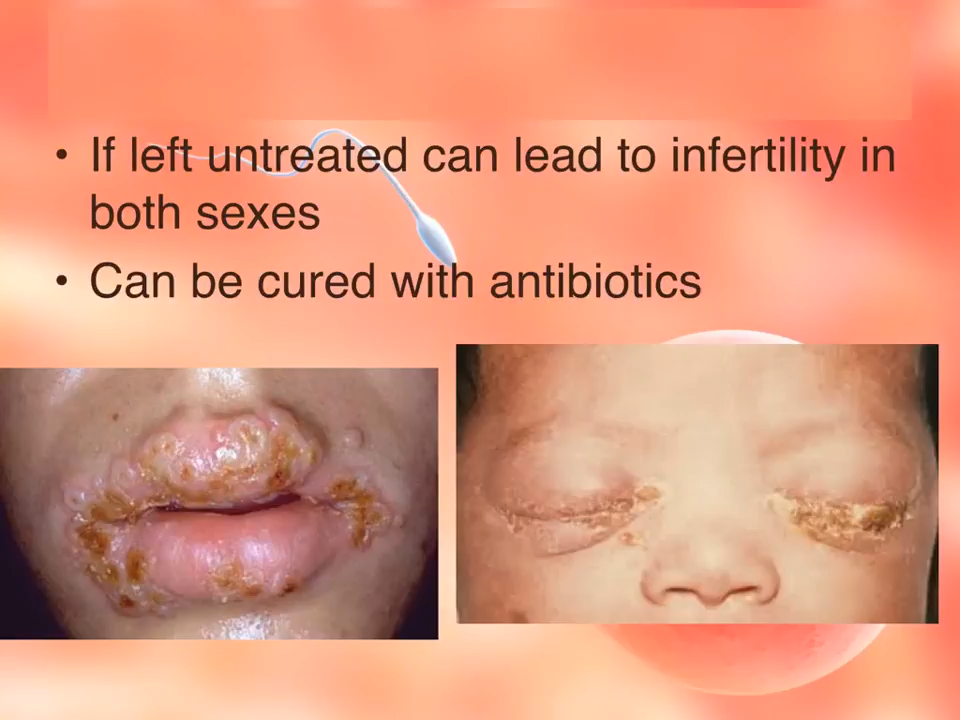 • If left untreated can lead to infertility in
both sexes
• Can be cured with antibiotics